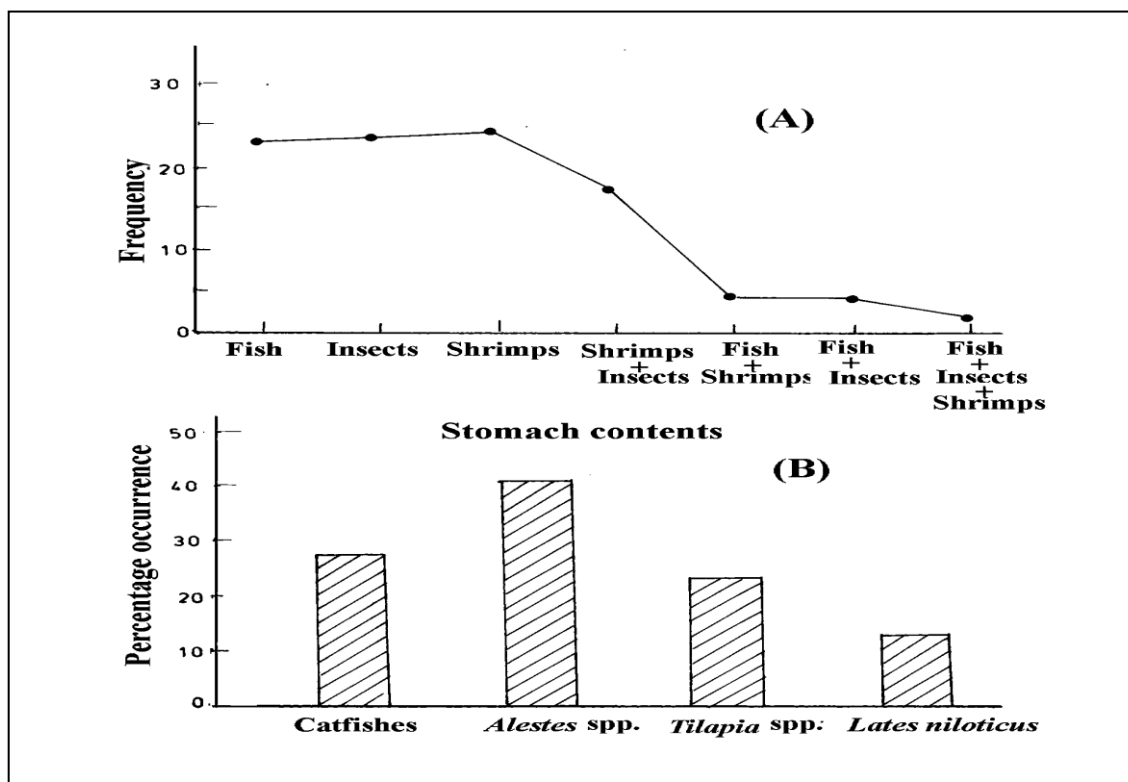 (A)
Frequency
30
20
10
0
Fish Insects Shrimps Shrimps + Insects Fish + Shrimps Fish + Insects Fish + Insects + Shrimps
Stomach contents
(B)
Percentage occurrence
50
40
30
20
10
0
Catfishes Alestes spp. Tilapia spp. Lates niloticus